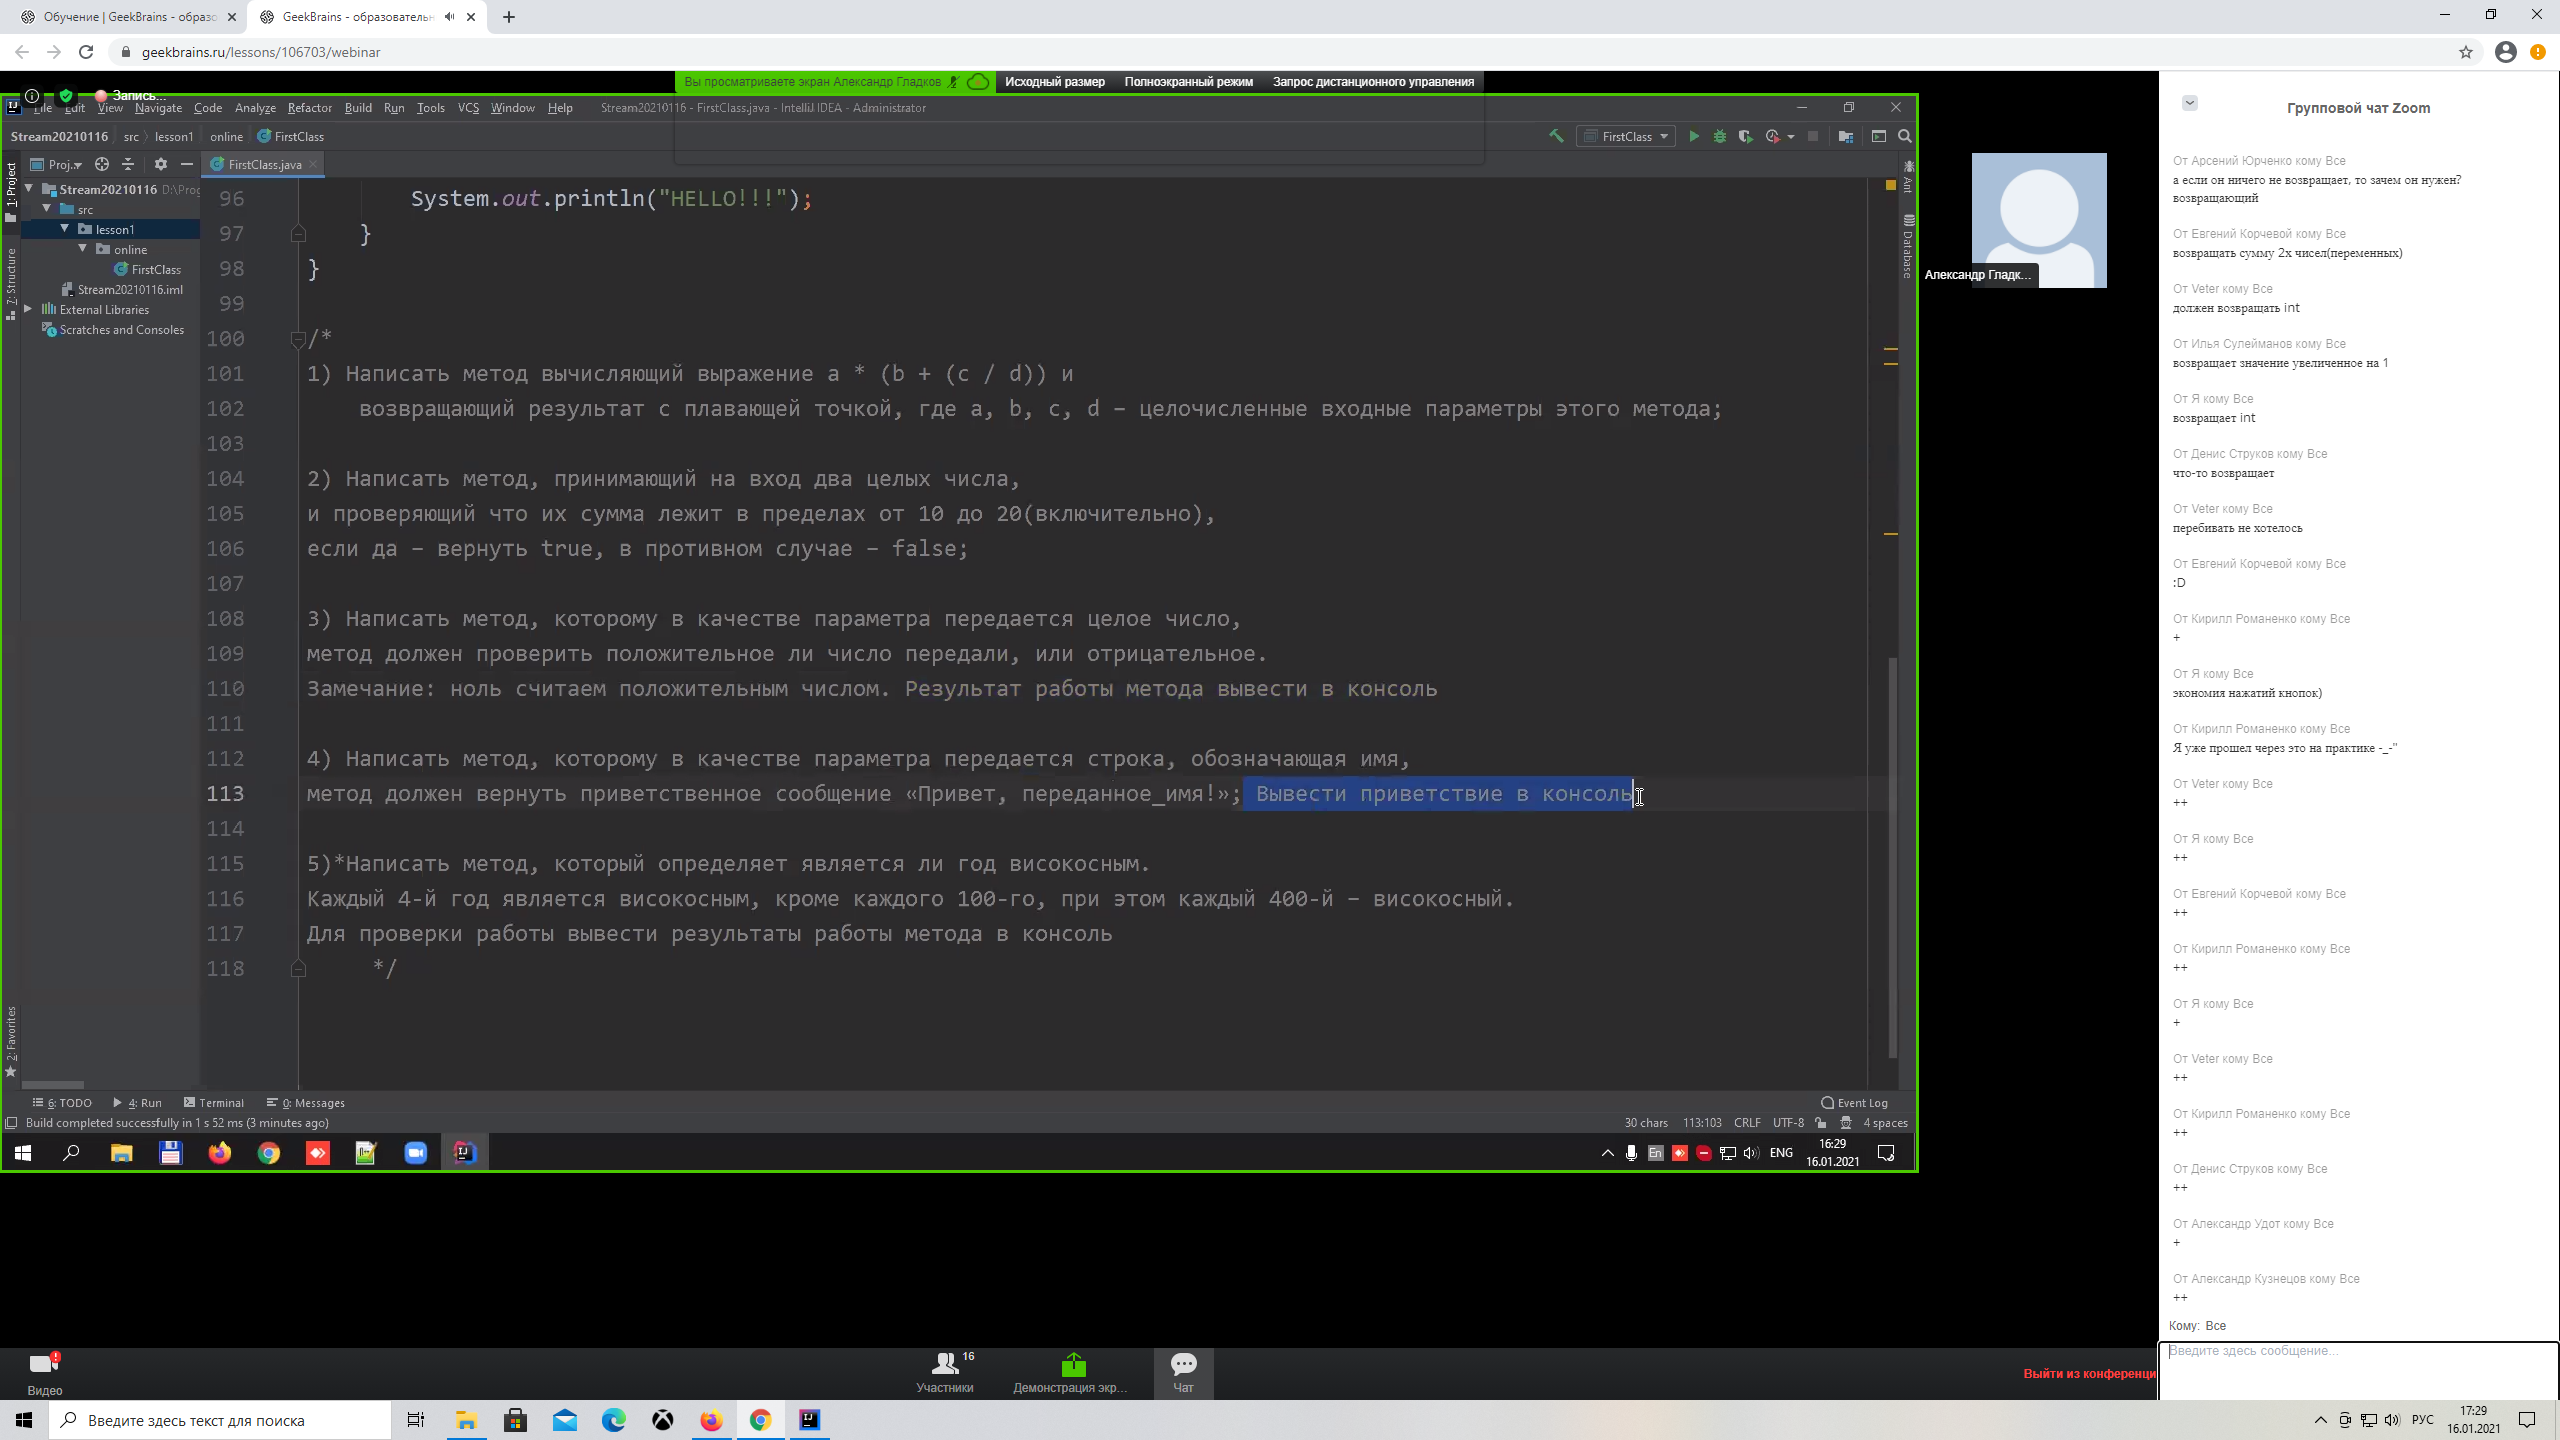 Обучение | GeekBrains - образо
GeekBrains - образователь
geekbrains.ru/lessons/106703/webinar
Вы просматриваете экран Александр Гладков
Исходный размер
Полноэкранный режим
Запрос дистанционного управления
Запись...
File Edit View Navigate Code Analyze Refactor Build Run Tools VCS Window Help
Stream20210116 - FirstClass.java - IntelliJ IDEA - Administrator
Stream20210116 src lesson1 online FirstClass
FirstClass
Proj..
FirstClass.java
1: Project
7: Structure
2: Favorites
Ant
Database
Stream20210116 D:\Prog
src
lesson1
online
FirstClass
Stream20210116.iml
External Libraries
Scratches and Consoles
96 System.out.println("HELLO!!!");
97 }
98 }
99
100 /*
101 1) Написать метод вычисляющий выражение a * (b + (c / d)) и
102 возвращающий результат с плавающей точкой, где a, b, c, d – целочисленные входные параметры этого метода;
103
104 2) Написать метод, принимающий на вход два целых числа,
105 и проверяющий что их сумма лежит в пределах от 10 до 20(включительно),
106 если да – вернуть true, в противном случае – false;
107
108 3) Написать метод, которому в качестве параметра передается целое число,
109 метод должен проверить положительное ли число передали, или отрицательное.
110 Замечание: ноль считаем положительным числом. Результат работы метода вывести в консоль
111
112 4) Написать метод, которому в качестве параметра передается строка, обозначающая имя,
113 метод должен вернуть приветственное сообщение «Привет, переданное_имя!»; Вывести приветствие в консоль
114
115 5)*Написать метод, который определяет является ли год високосным.
116 Каждый 4-й год является високосным, кроме каждого 100-го, при этом каждый 400-й – високосный.
117 Для проверки работы вывести результаты работы метода в консоль
118 */
6: TODO 4: Run Terminal 0: Messages
Event Log
Build completed successfully in 1 s 52 ms (3 minutes ago)
30 chars 113:103 CRLF UTF-8 4 spaces
En
ENG
16:29
16.01.2021
Александр Гладк...
Групповой чат Zoom
От Арсений Юрченко кому Все
а если он ничего не возвращает, то зачем он нужен?
возвращающий
От Евгений Корчевой кому Все
возвращать сумму 2х чисел(переменных)
От Veter кому Все
должен возвращать int
От Илья Сулейманов кому Все
возвращает значение увеличенное на 1
От Я кому Все
возвращает int
От Денис Струков кому Все
что-то возвращает
От Veter кому Все
перебивать не хотелось
От Евгений Корчевой кому Все
:D
От Кирилл Романенко кому Все
+
От Я кому Все
экономия нажатий кнопок)
От Кирилл Романенко кому Все
Я уже прошел через это на практике -_-"
От Veter кому Все
++
От Я кому Все
++
От Евгений Корчевой кому Все
++
От Кирилл Романенко кому Все
++
От Я кому Все
+
От Veter кому Все
++
От Кирилл Романенко кому Все
++
От Денис Струков кому Все
++
От Александр Удот кому Все
+
От Александр Кузнецов кому Все
++
Кому: Все
Введите здесь сообщение...
Видео
16
Участники
Демонстрация экр...
Чат
Выйти из конференци
Введите здесь текст для поиска
РУС
17:29
16.01.2021